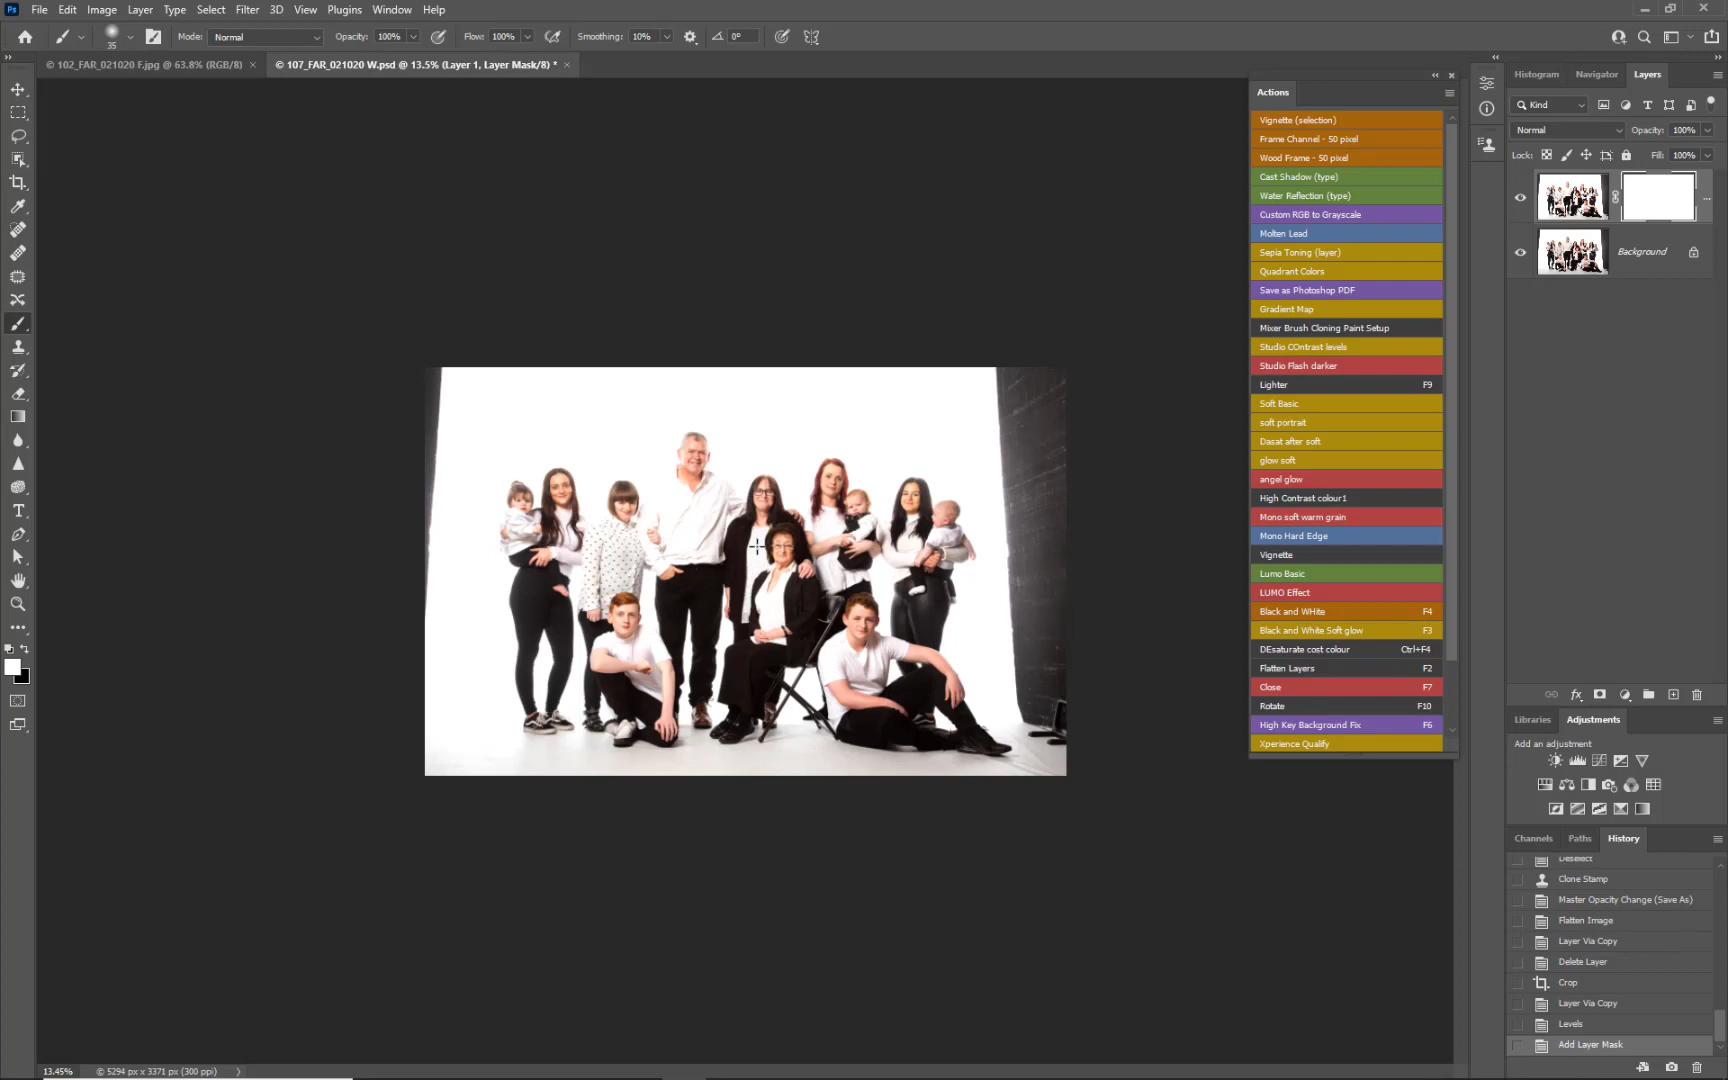 Ps File Edit Image Layer Type Select Filter 3D View Plugins Window Help
35 Mode: Normal Opacity: 100% Flow: 100% Smoothing: 10% 0°
© 102_FAR_021020 F.jpg @ 63.8% (RGB/8) × © 107_FAR_021020 W.psd @ 13.5% (Layer 1, Layer Mask/8) * ×
Actions
Vignette (selection)
Frame Channel - 50 pixel
Wood Frame - 50 pixel
Cast Shadow (type)
Water Reflection (type)
Custom RGB to Grayscale
Molten Lead
Sepia Toning (layer)
Quadrant Colors
Save as Photoshop PDF
Gradient Map
Mixer Brush Cloning Paint Setup
Studio COntrast levels
Studio Flash darker
Lighter F9
Soft Basic
soft portrait
Dasat after soft
glow soft
angel glow
High Contrast colour1
Mono soft warm grain
Mono Hard Edge
Vignette
Lumo Basic
LUMO Effect
Black and WHite F4
Black and White Soft glow F3
DEsaturate cost colour Ctrl+F4
Flatten Layers F2
Close F7
Rotate F10
High Key Background Fix F6
Xperience Qualify
Histogram Navigator Layers
Kind
Normal Opacity: 100%
Lock: Fill: 100%
Background
fx
Libraries Adjustments
Add an adjustment
Channels Paths History
Deselect
Clone Stamp
Master Opacity Change (Save As)
Flatten Image
Layer Via Copy
Delete Layer
Crop
Layer Via Copy
Levels
Add Layer Mask
13.45% © 5294 px x 3371 px (300 ppi)